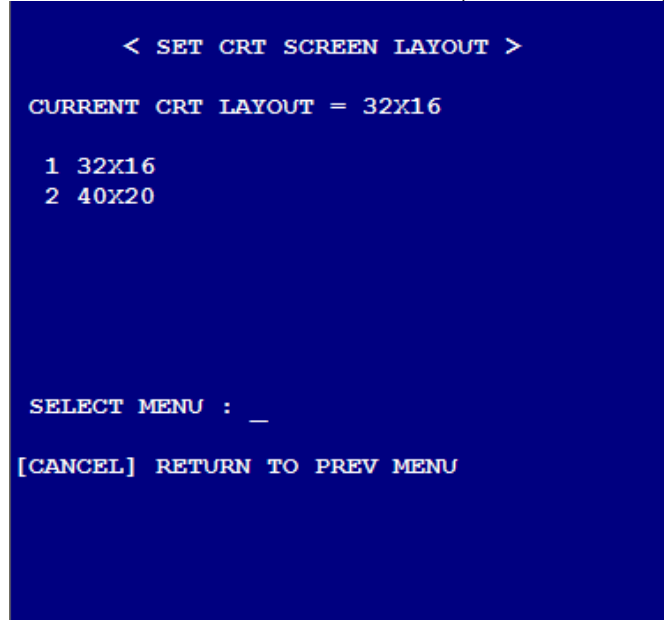 < SET CRT SCREEN LAYOUT >
CURRENT CRT LAYOUT = 32X16
1 32X16
2 40X20
SELECT MENU : _
[CANCEL] RETURN TO PREV MENU